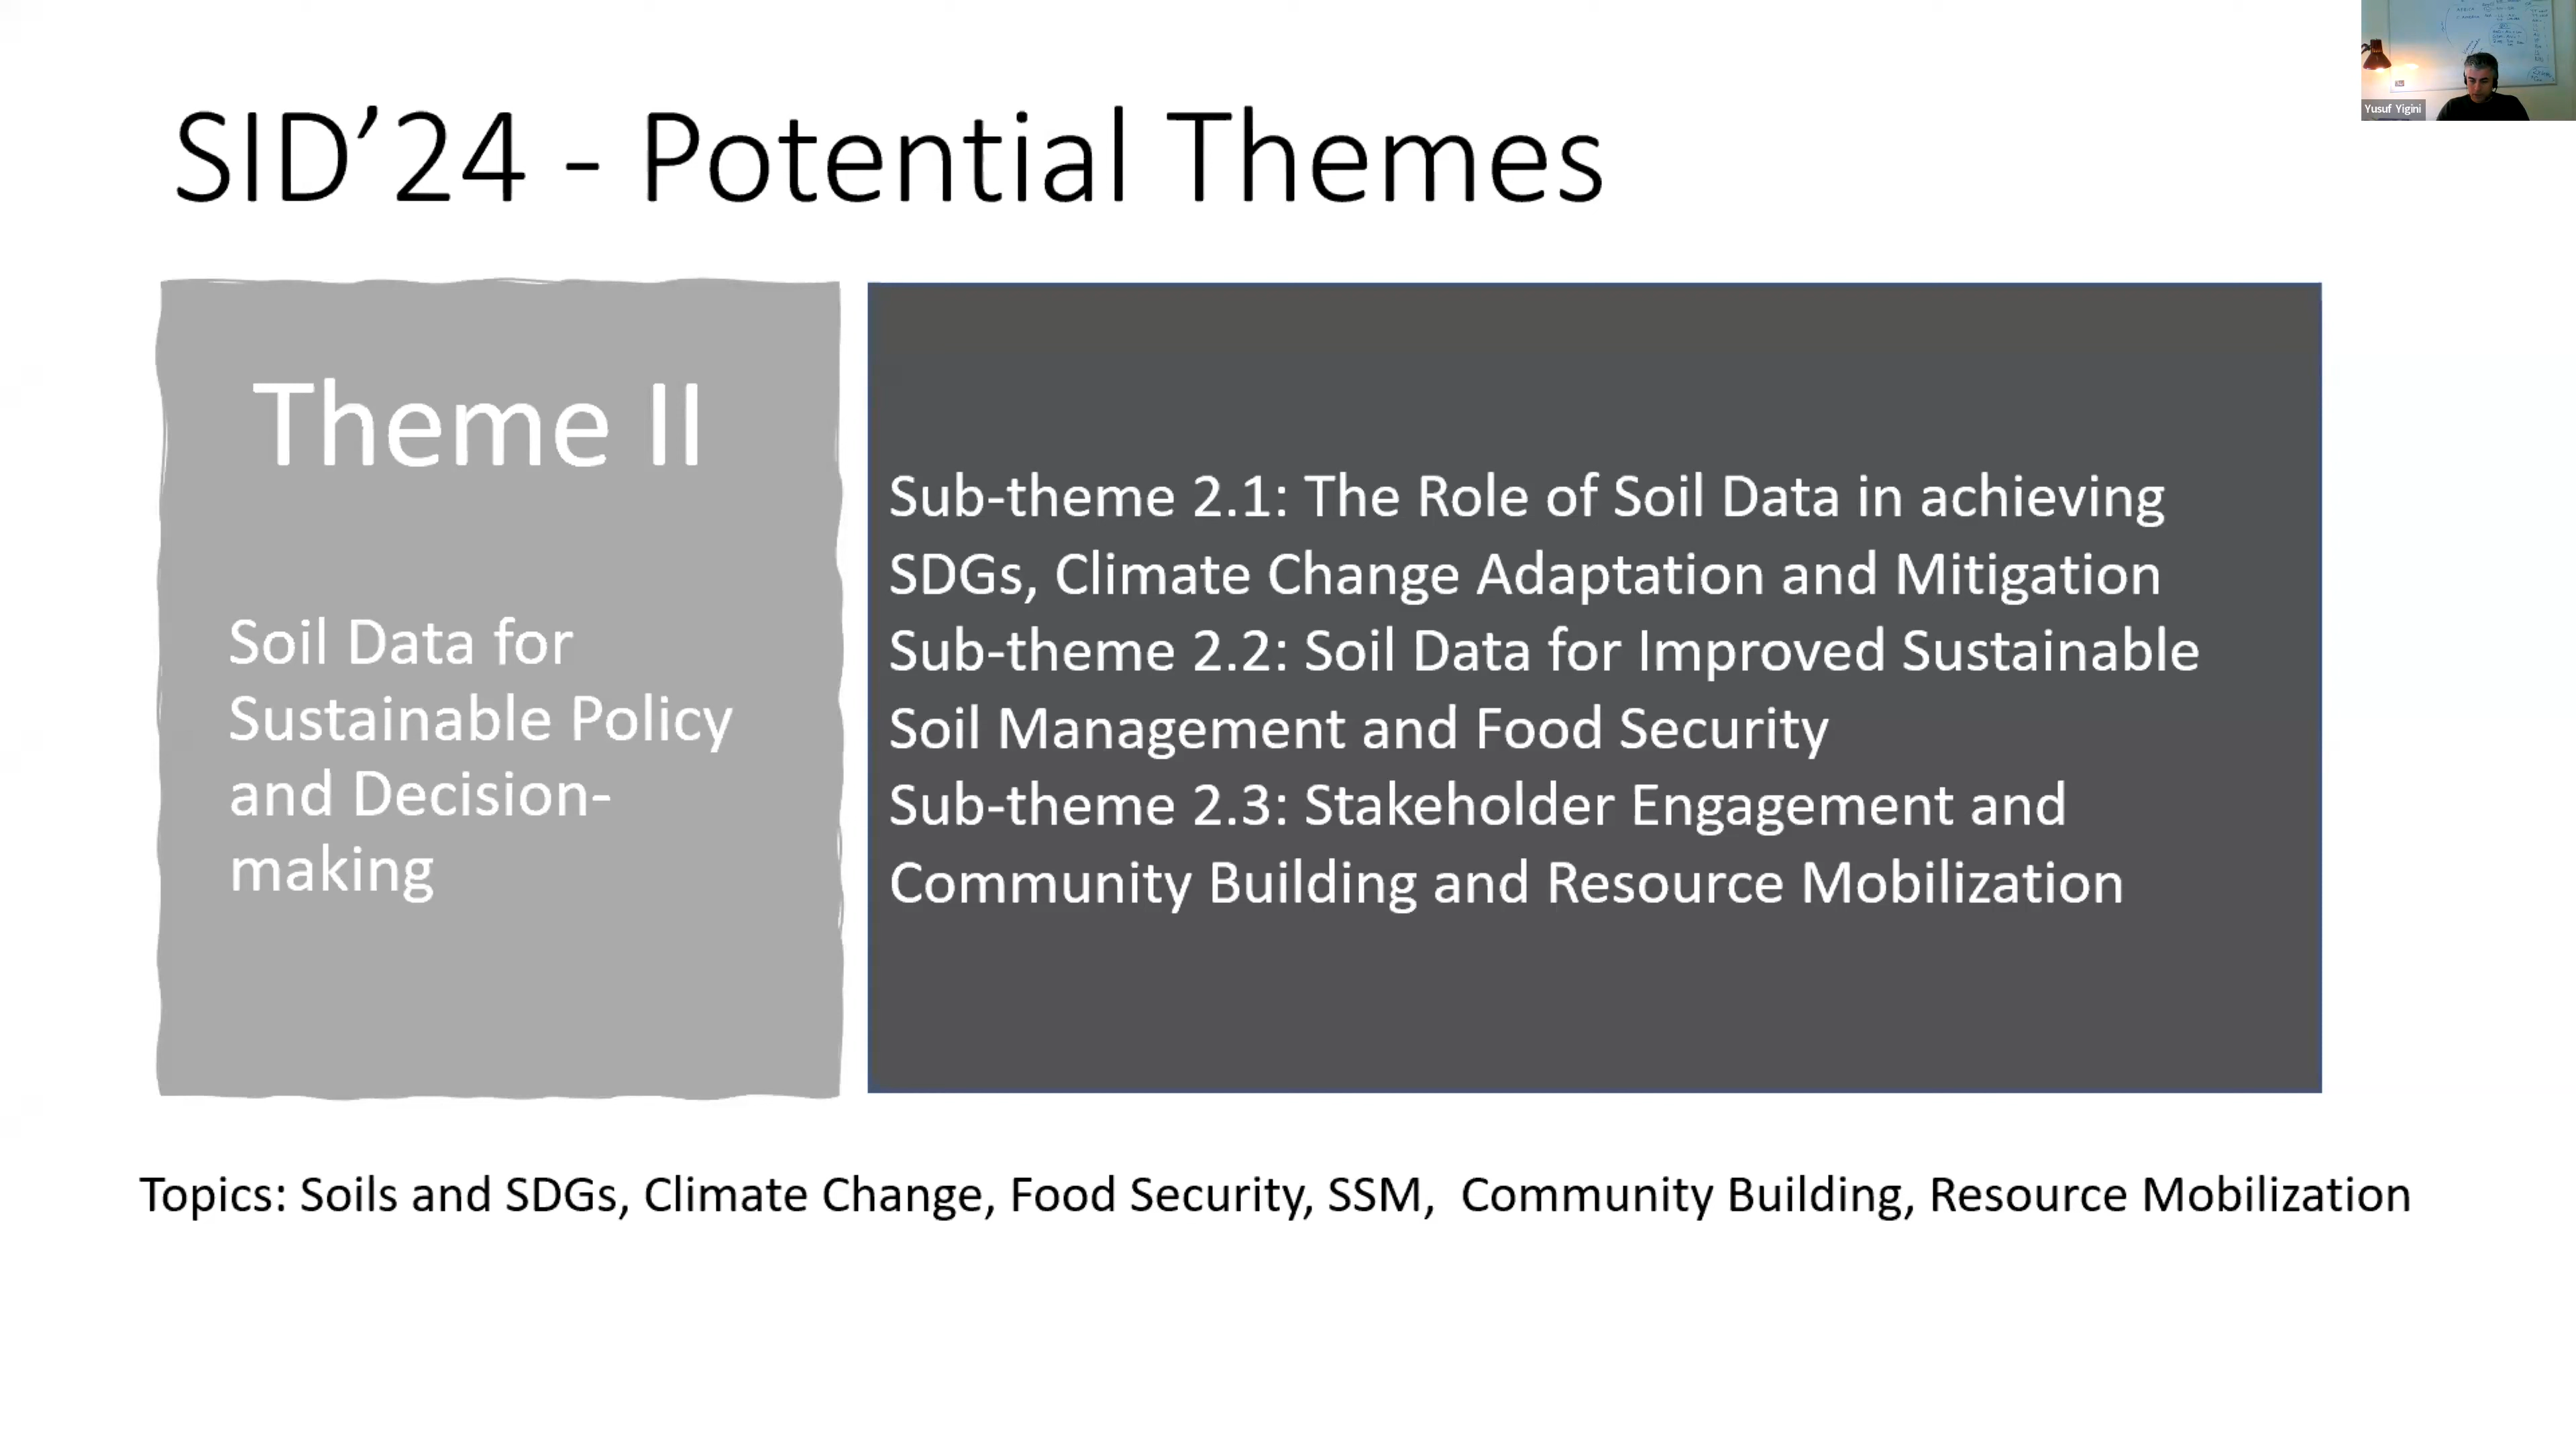 SID’24 - Potential Themes
Yusuf Yigini
Theme II
Soil Data for
Sustainable Policy
and Decision-
making
Sub-theme 2.1: The Role of Soil Data in achieving
SDGs, Climate Change Adaptation and Mitigation
Sub-theme 2.2: Soil Data for Improved Sustainable
Soil Management and Food Security
Sub-theme 2.3: Stakeholder Engagement and
Community Building and Resource Mobilization
Topics: Soils and SDGs, Climate Change, Food Security, SSM, Community Building, Resource Mobilization